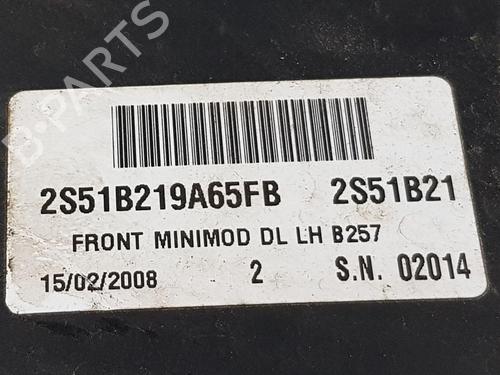 2S51B219A65FB 2S51B21
FRONT MINIMOD DL LH B257
15/02/2008 2 S.N. 02014
B-PARTS